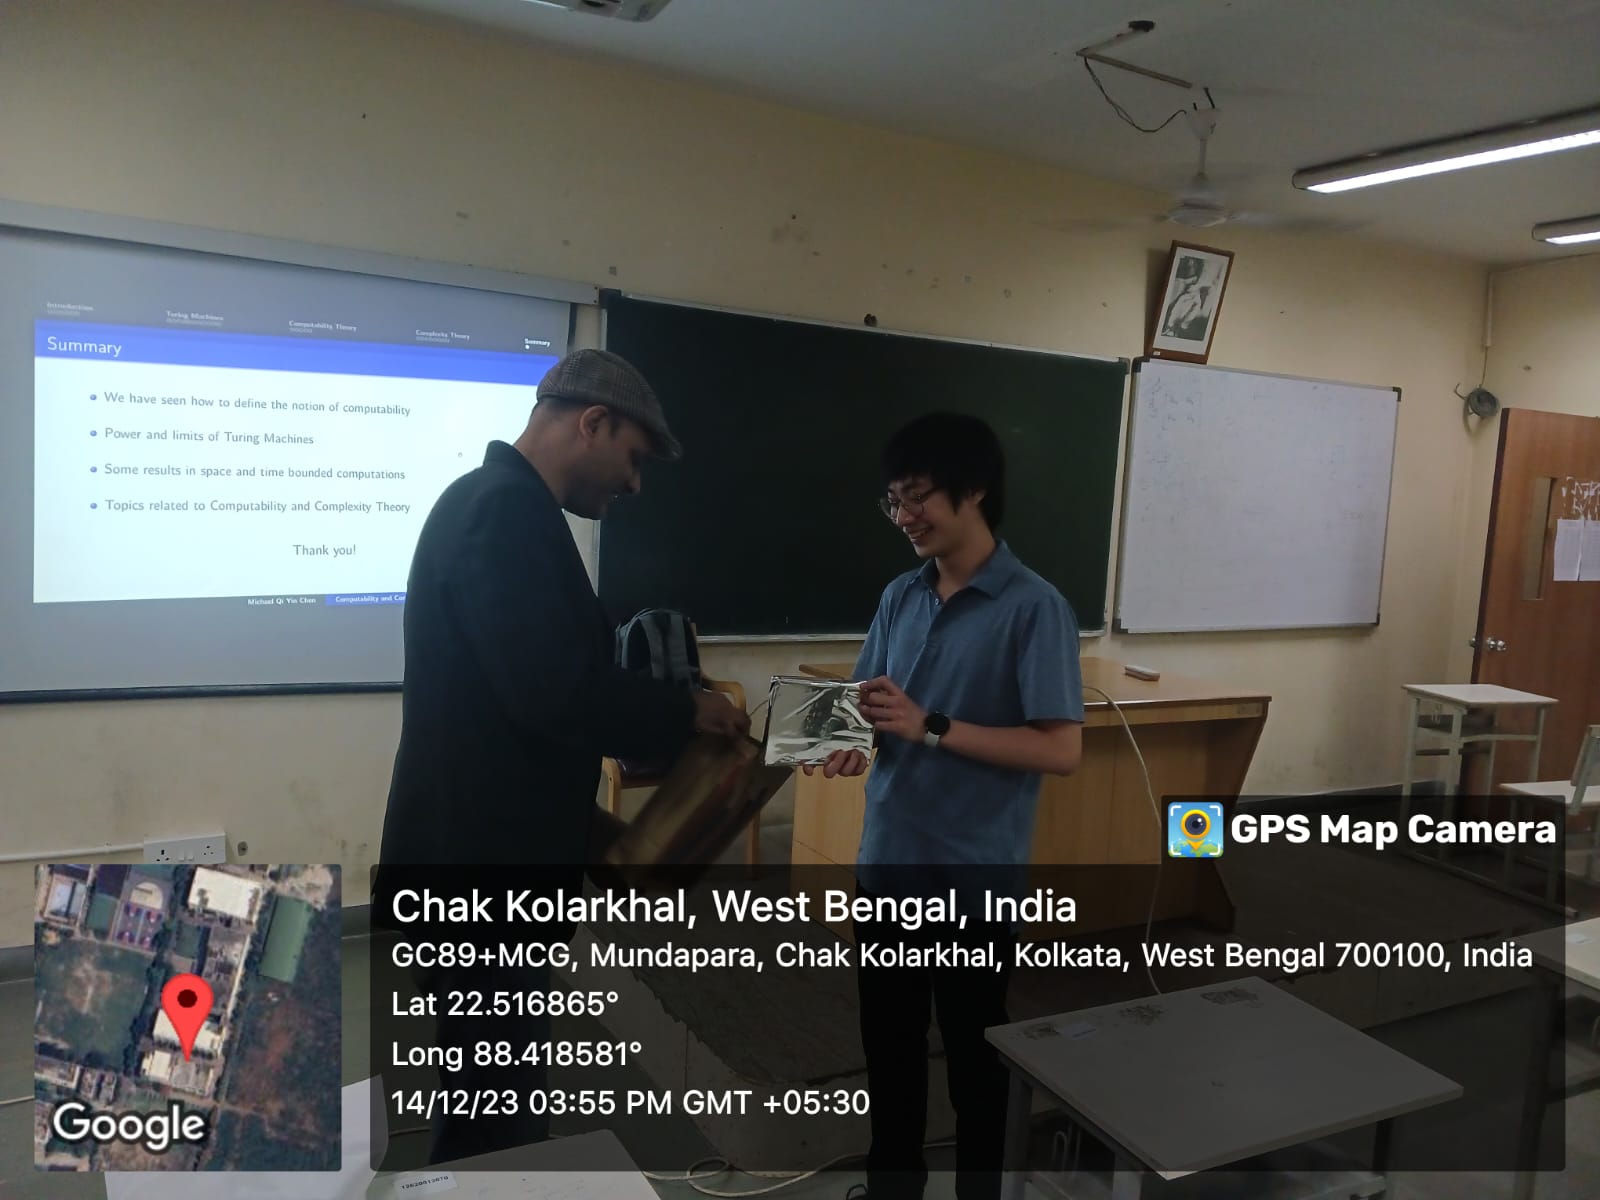 Introduction
Turing Machines
Computability Theory
Complexity Theory
Summary
Summary
We have seen how to define the notion of computability
Power and limits of Turing Machines
Some results in space and time bounded computations
Topics related to Computability and Complexity Theory
Thank you!
Michael Qi Yin Chen
Computability and
GPS Map Camera
Chak Kolarkhal, West Bengal, India
GC89+MCG, Mundapara, Chak Kolarkhal, Kolkata, West Bengal 700100, India
Lat 22.516865°
Long 88.418581°
14/12/23 03:55 PM GMT +05:30
Google